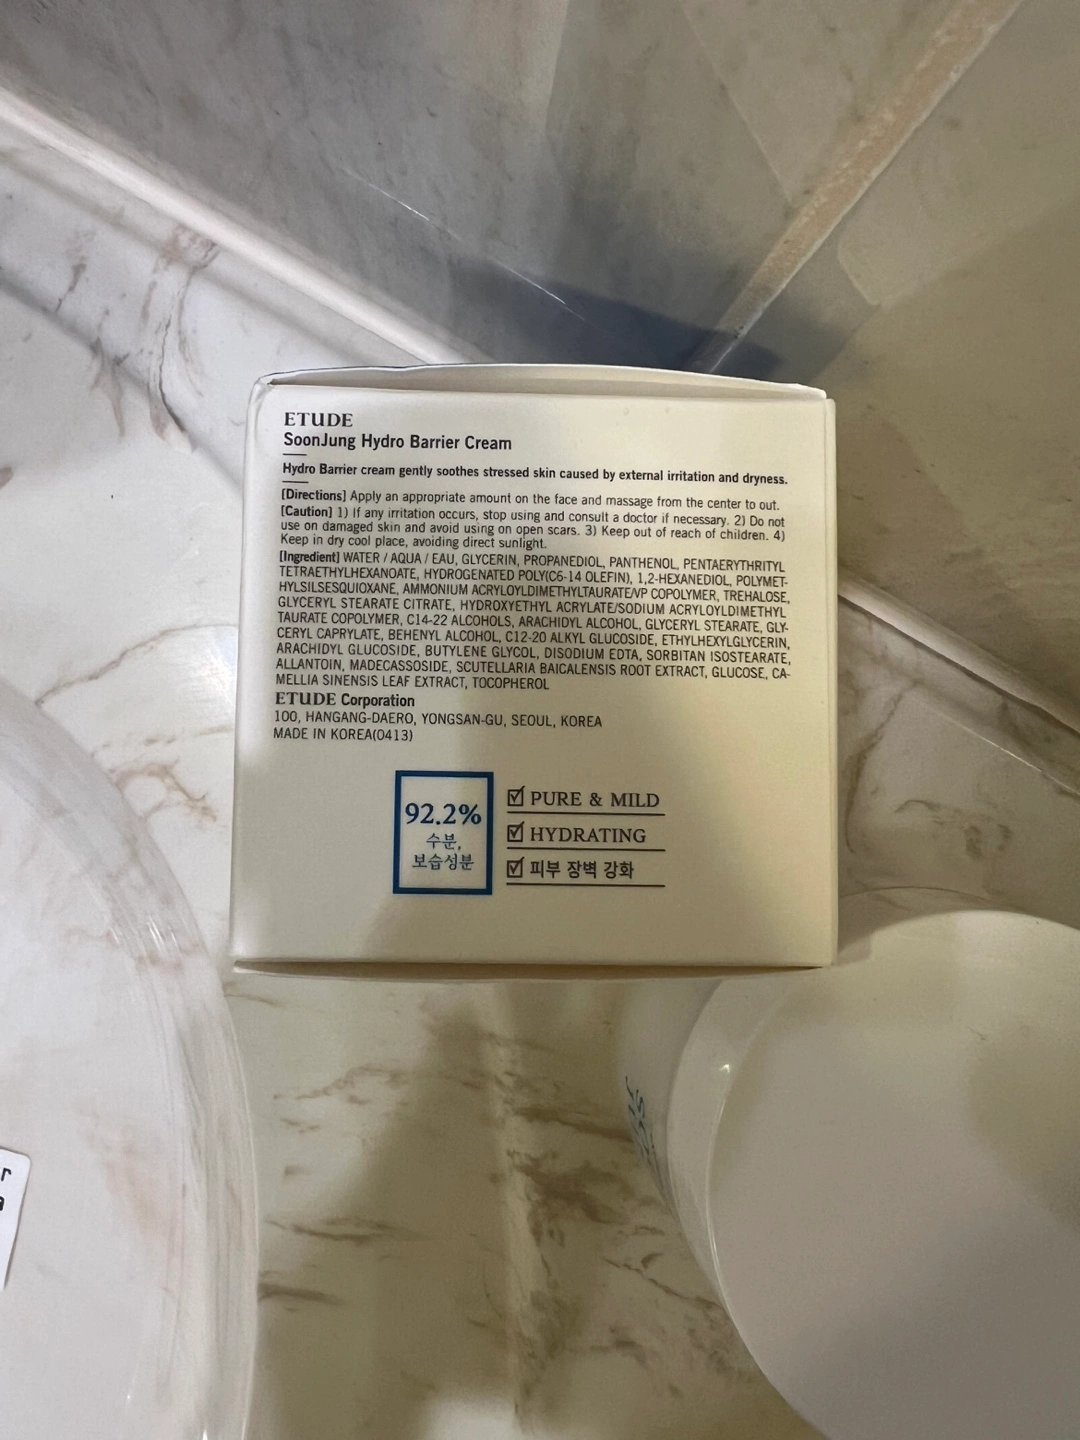 ETUDE
SoonJung Hydro Barrier Cream
Hydro Barrier cream gently soothes stressed skin caused by external irritation and dryness.
[Directions] Apply an appropriate amount on the face and massage from the center to out.
[Caution] 1) If any irritation occurs, stop using and consult a doctor if necessary. 2) Do not
use on damaged skin and avoid using on open scars. 3) Keep out of reach of children. 4)
Keep in dry cool place, avoiding direct sunlight.
[Ingredient] WATER / AQUA / EAU, GLYCERIN, PROPANEDIOL, PANTHENOL, PENTAERYTHRITYL
TETRAETHYLHEXANOATE, HYDROGENATED POLY(C6-14 OLEFIN), 1,2-HEXANEDIOL, POLYMET-
HYLSILSESQUIOXANE, AMMONIUM ACRYLOYLDIMETHYLTAURATE/VP COPOLYMER, TREHALOSE,
GLYCERYL STEARATE CITRATE, HYDROXYETHYL ACRYLATE/SODIUM ACRYLOYLDIMETHYL
TAURATE COPOLYMER, C14-22 ALCOHOLS, ARACHIDYL ALCOHOL, GLYCERYL STEARATE, GLY-
CERYL CAPRYLATE, BEHENYL ALCOHOL, C12-20 ALKYL GLUCOSIDE, ETHYLHEXYLGLYCERIN,
ARACHIDYL GLUCOSIDE, BUTYLENE GLYCOL, DISODIUM EDTA, SORBITAN ISOSTEARATE,
ALLANTOIN, MADECASSOSIDE, SCUTELLARIA BAICALENSIS ROOT EXTRACT, GLUCOSE, CA-
MELLIA SINENSIS LEAF EXTRACT, TOCOPHEROL
ETUDE Corporation
100, HANGANG-DAERO, YONGSAN-GU, SEOUL, KOREA
MADE IN KOREA(0413)
92.2%
수분,
보습성분
PURE & MILD
HYDRATING
피부 장벽 강화